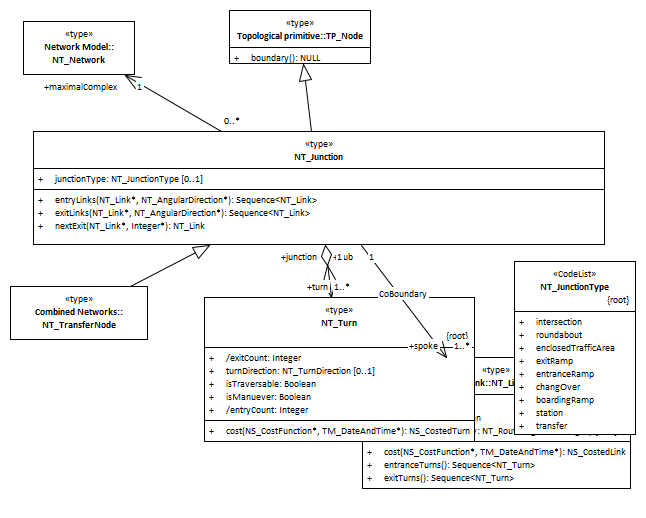 «type»
Network Model::
NT_Network
«type»
Topological primitive::TP_Node
+ boundary(): NULL
+maximalComplex
1
0..*
«type»
NT_Junction
+ junctionType: NT_JunctionType [0..1]
+ entryLinks(NT_Link*, NT_AngularDirection*): Sequence<NT_Link>
+ exitLinks(NT_Link*, NT_AngularDirection*): Sequence<NT_Link>
+ nextExit(NT_Link*, Integer*): NT_Link
+junction
1
ub
1
«type»
Combined Networks::
NT_TransferNode
+turn
1..*
CoBoundary
«type»
NT_Turn
{root}
+spoke
1..*
+ /exitCount: Integer
+ turnDirection: NT_TurnDirection [0..1]
+ isTraversable: Boolean
+ isManuever: Boolean
+ /entryCount: Integer
+ cost(NS_CostFunction*, TM_DateAndTime*): NS_CostedTurn
«CodeList»
NT_JunctionType
{root}
+ intersection
+ roundabout
+ enclosedTrafficArea
+ exitRamp
+ entranceRamp
+ changOver
+ boardingRamp
+ station
+ transfer
«type»
nk::NT_Li
+ cost(NS_CostFunction*, TM_DateAndTime*): NS_CostedLink
+ entranceTurns(): Sequence<NT_Turn>
+ exitTurns(): Sequence<NT_Turn>